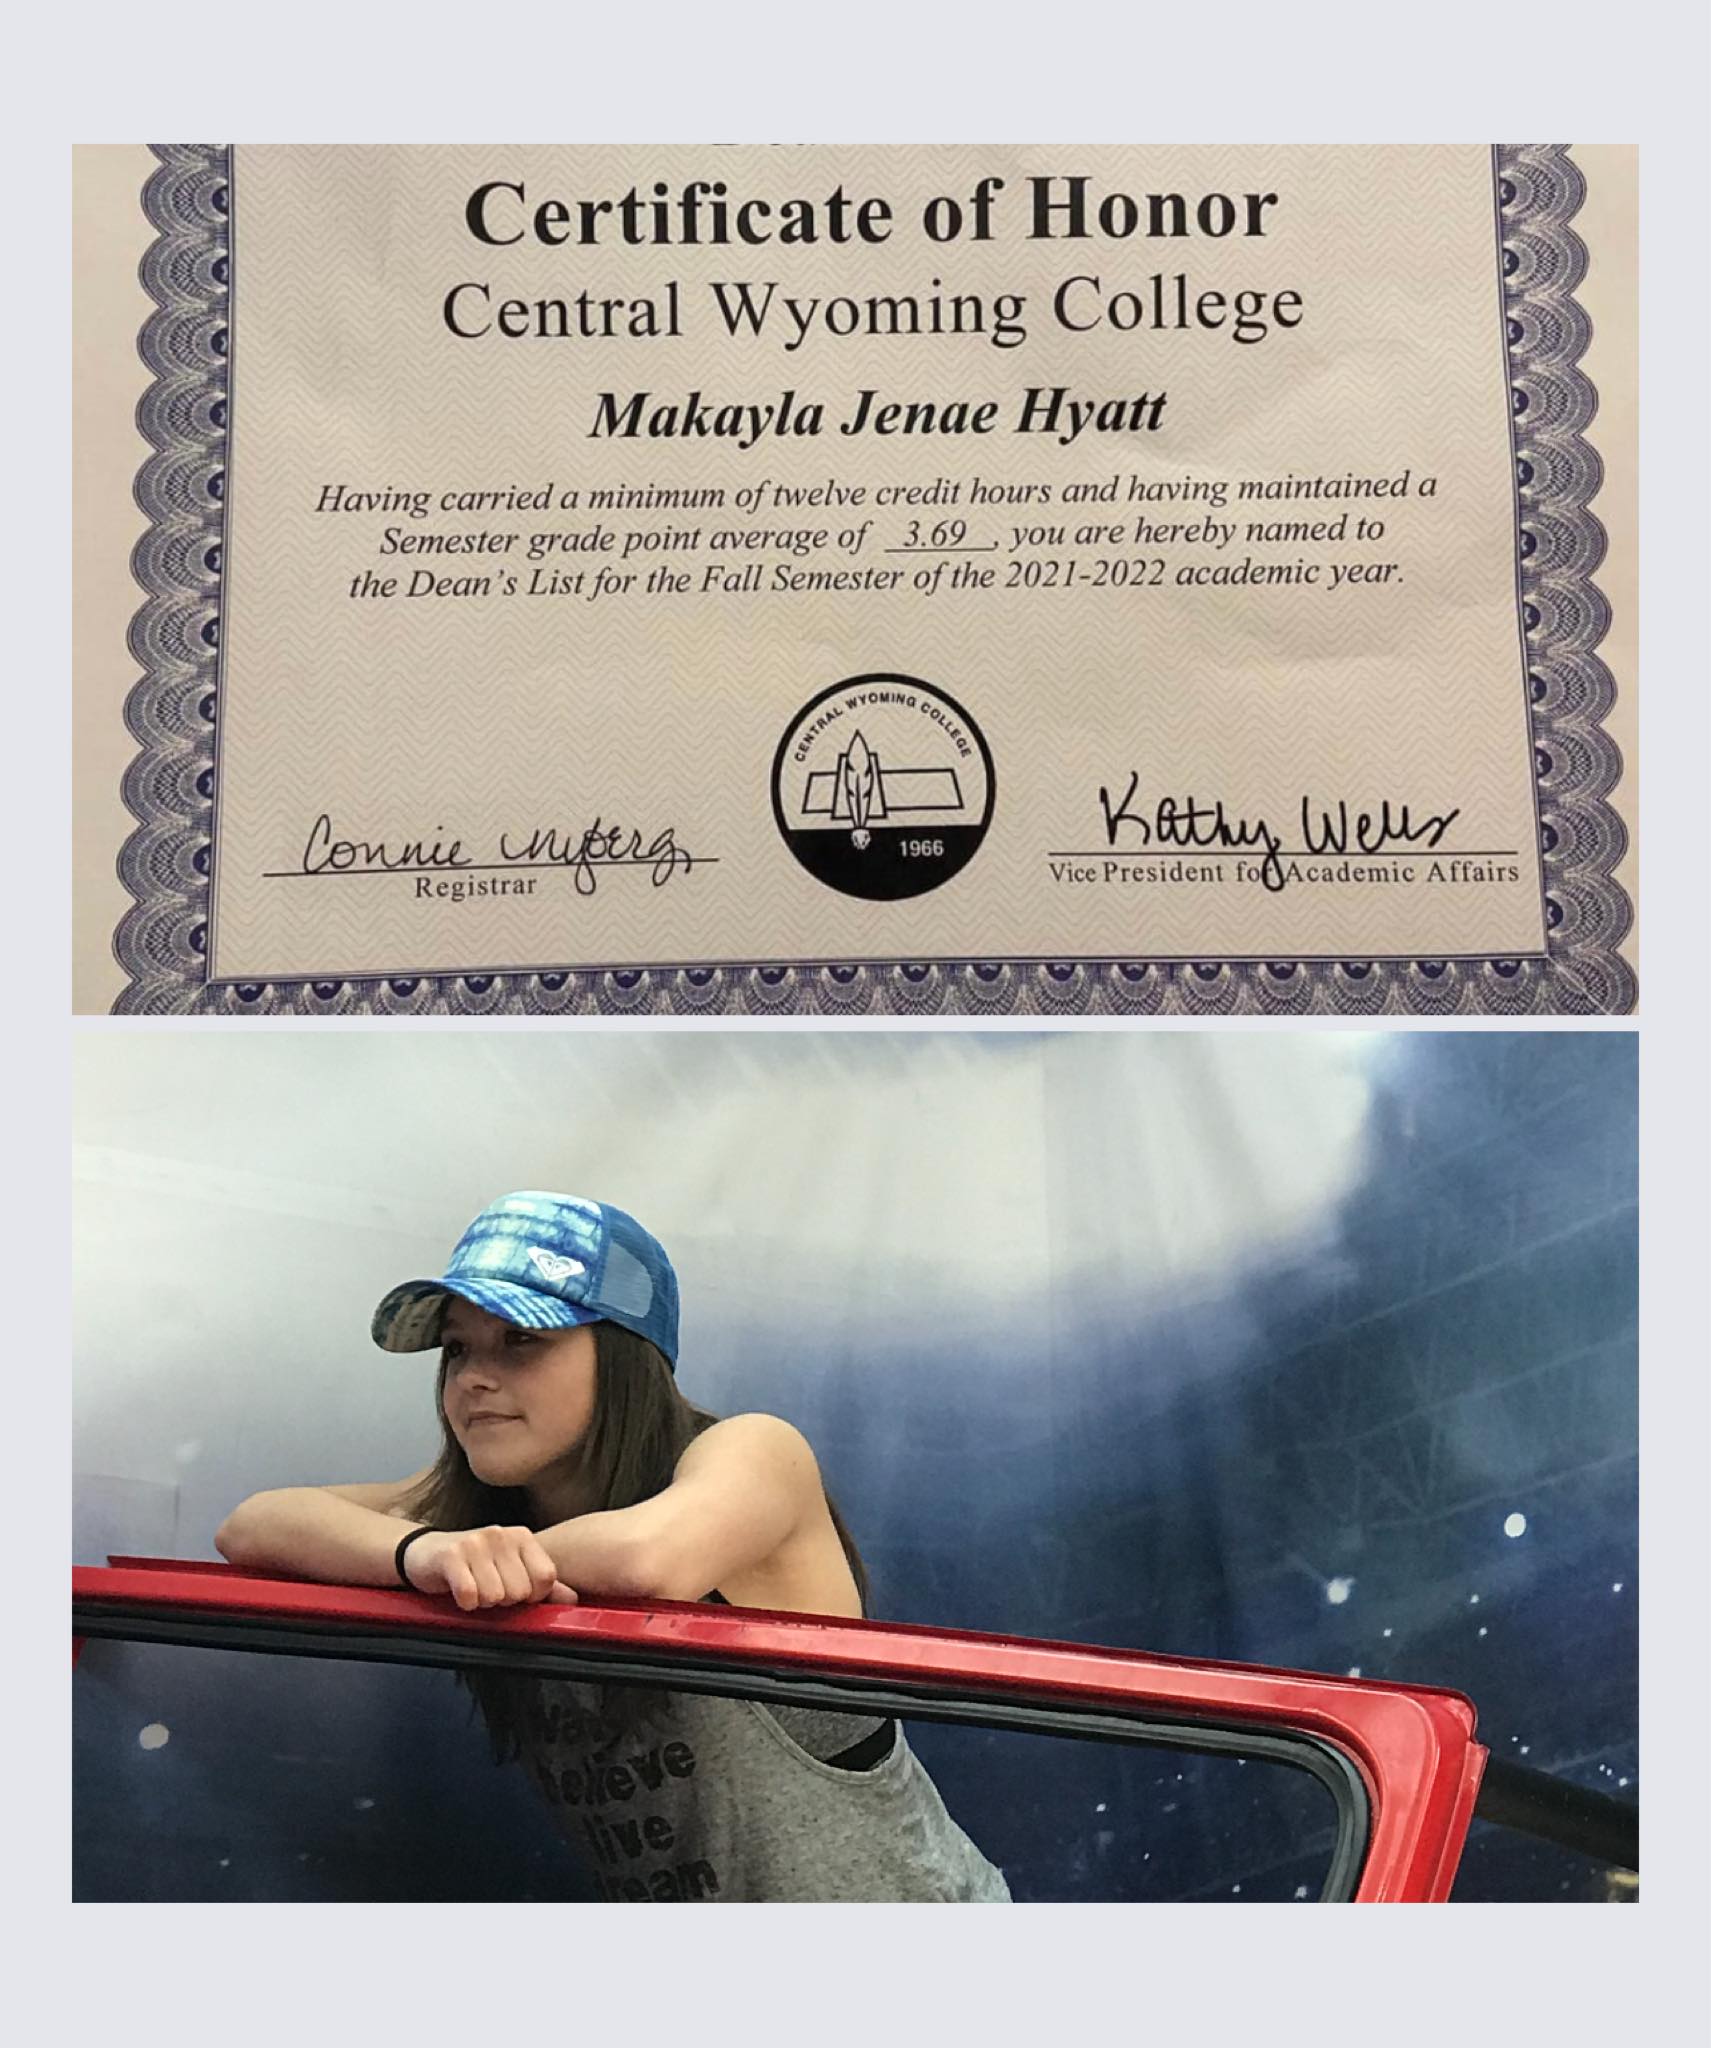 Certificate of Honor
Central Wyoming College
Makayla Jenae Hyatt
Having carried a minimum of twelve credit hours and having maintained a
Semester grade point average of 3.69, you are hereby named to
the Dean's List for the Fall Semester of the 2021-2022 academic year.
CENTRAL WYOMING COLLEGE
1966
Connie Nyberg
Registrar
Kathy Wells
Vice President for Academic Affairs
believe
live